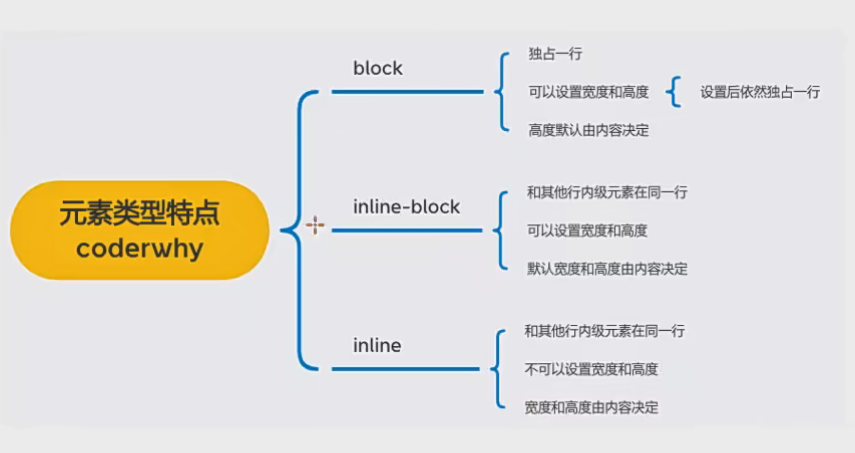 元素类型特点
coderwhy
block
独占一行
可以设置宽度和高度
设置后依然独占一行
高度默认由内容决定
inline-block
和其他行内级元素在同一行
可以设置宽度和高度
默认宽度和高度由内容决定
inline
和其他行内级元素在同一行
不可以设置宽度和高度
宽度和高度由内容决定